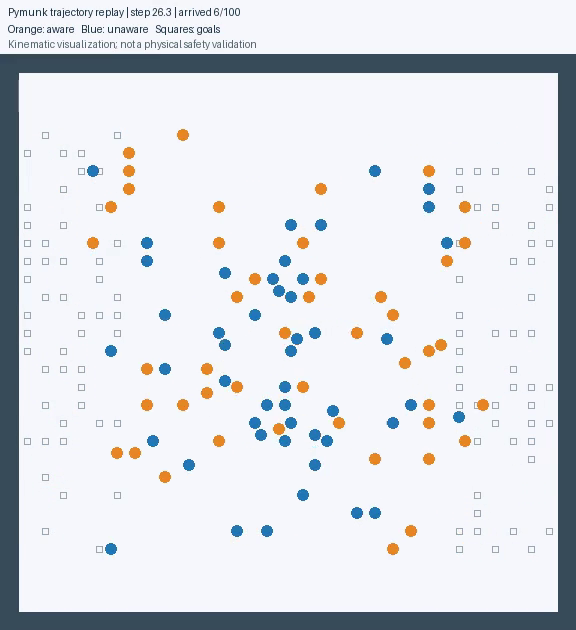 Pymunk trajectory replay | step 26.3 | arrived 6/100
Orange: aware Blue: unaware Squares: goals
Kinematic visualization; not a physical safety validation